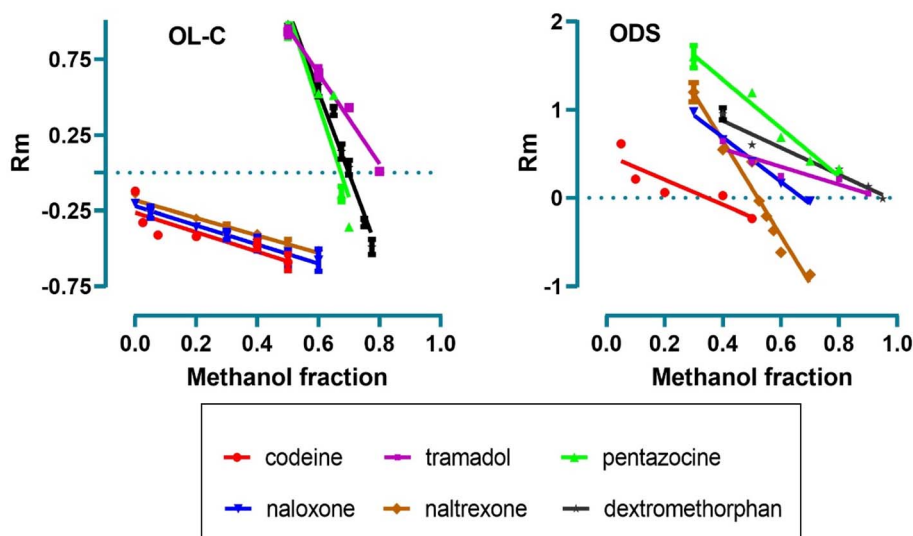 OL-C
Rm
0.75
0.25
-0.25
-0.75
0.0 0.2 0.4 0.6 0.8 1.0
Methanol fraction
ODS
Rm
2
1
0
-1
0.0 0.2 0.4 0.6 0.8 1.0
Methanol fraction
codeine tramadol pentazocine
naloxone naltrexone dextromethorphan